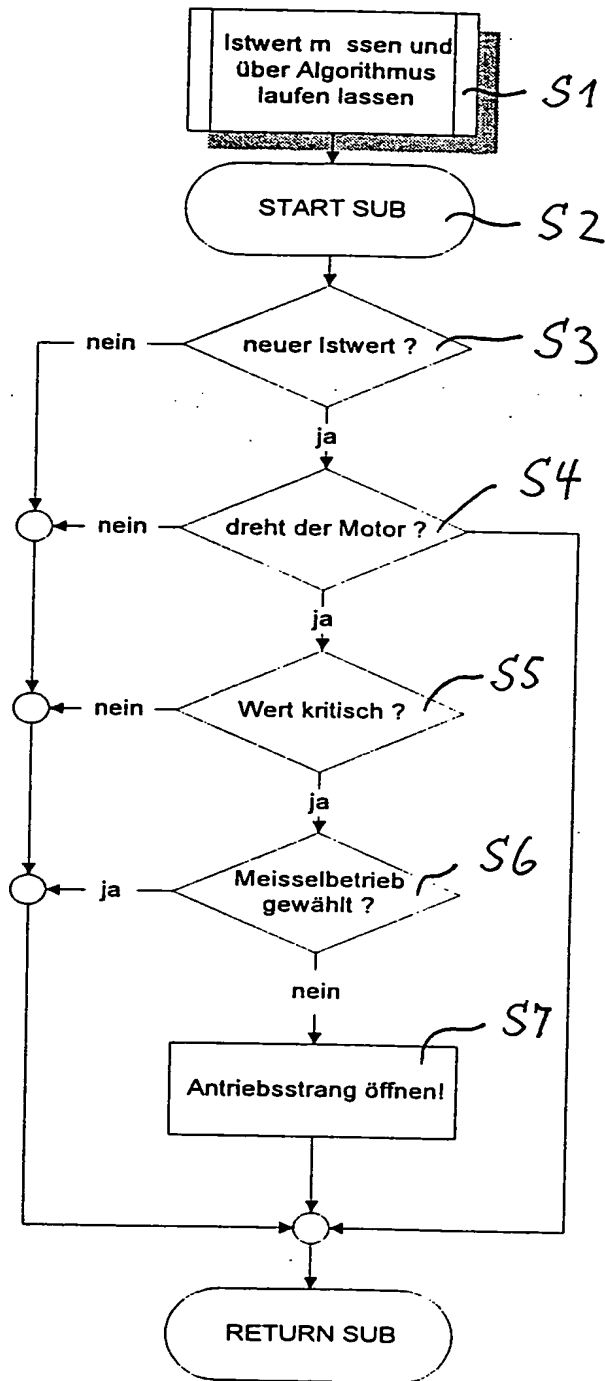 Istwert m ssen und
über Algorithmus
laufen lassen
S1
START SUB
S2
neuer Istwert ?
S3
nein
ja
dreht der Motor ?
S4
nein
ja
Wert kritisch ?
S5
nein
ja
Meisselbetrieb
gewählt ?
S6
ja
nein
Antriebsstrang öffnen!
S7
RETURN SUB